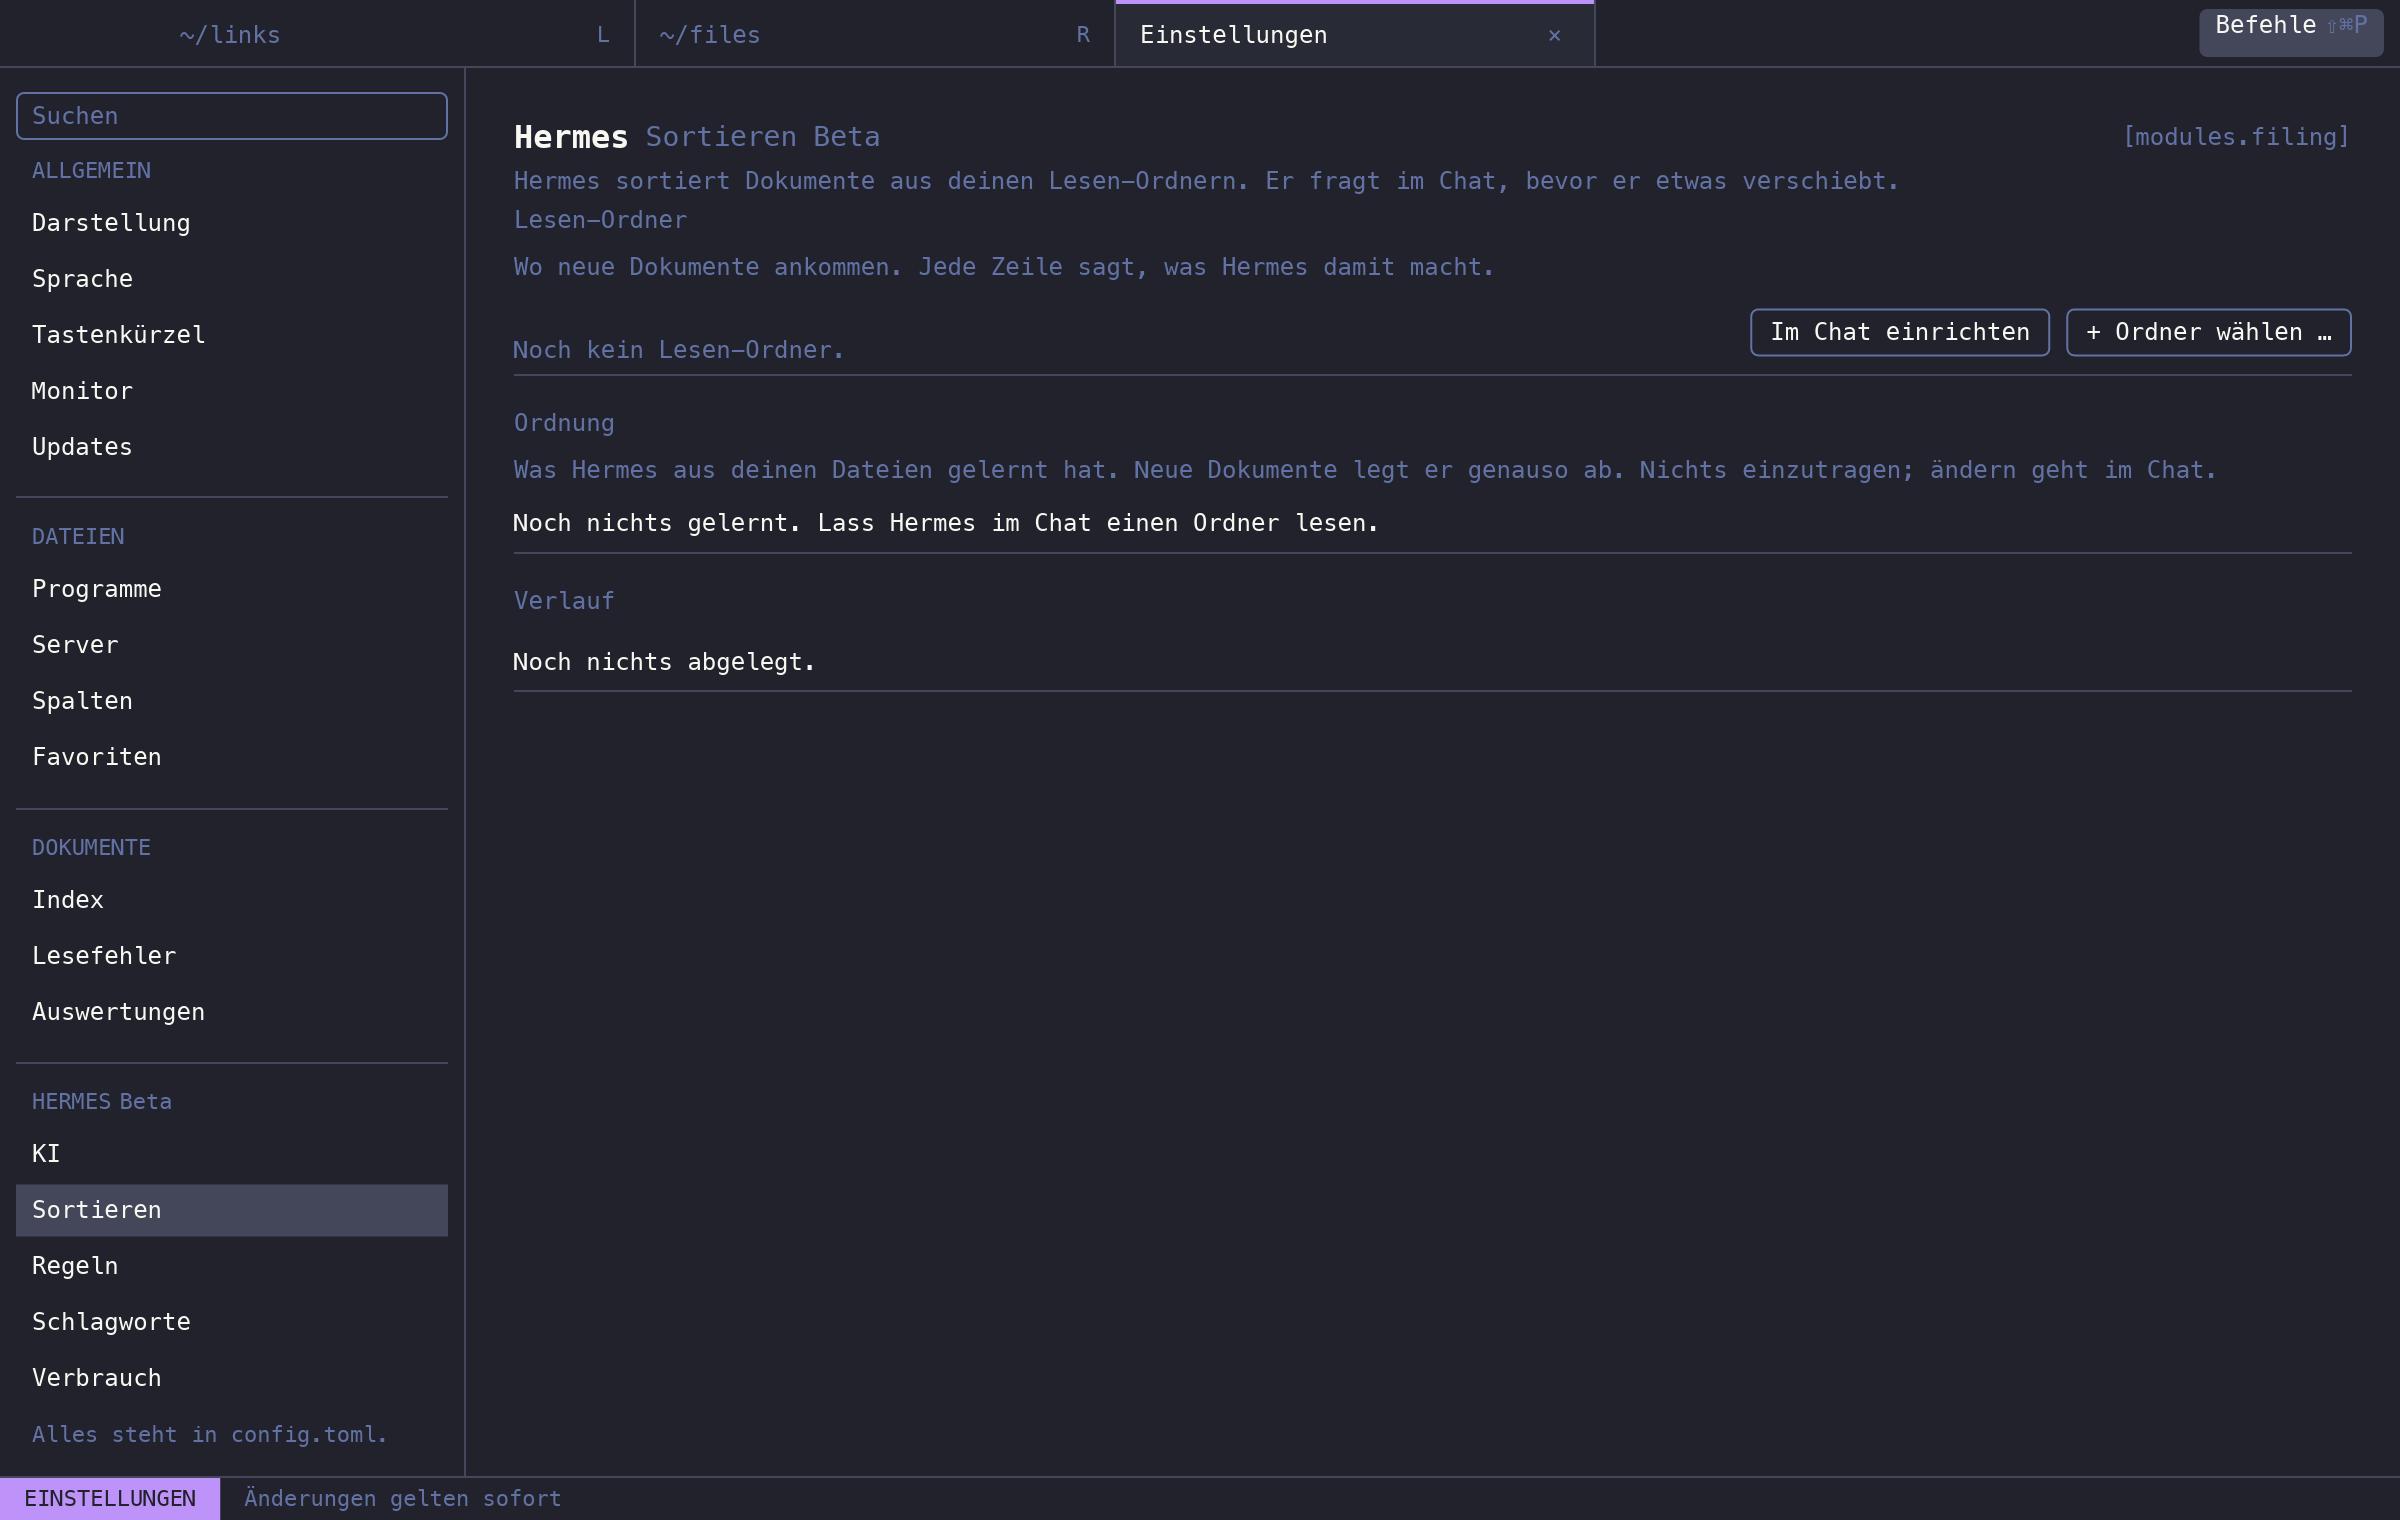 ~/links L ~/files R Einstellungen × Befehle ⇧⌘P
Suchen
ALLGEMEIN
Darstellung
Sprache
Tastenkürzel
Monitor
Updates
DATEIEN
Programme
Server
Spalten
Favoriten
DOKUMENTE
Index
Lesefehler
Auswertungen
HERMES Beta
KI
Sortieren
Regeln
Schlagworte
Verbrauch
Alles steht in config.toml.
Hermes Sortieren Beta [modules.filing]
Hermes sortiert Dokumente aus deinen Lesen-Ordnern. Er fragt im Chat, bevor er etwas verschiebt.
Lesen-Ordner
Wo neue Dokumente ankommen. Jede Zeile sagt, was Hermes damit macht.
Noch kein Lesen-Ordner. Im Chat einrichten + Ordner wählen …
Ordnung
Was Hermes aus deinen Dateien gelernt hat. Neue Dokumente legt er genauso ab. Nichts einzutragen; ändern geht im Chat.
Noch nichts gelernt. Lass Hermes im Chat einen Ordner lesen.
Verlauf
Noch nichts abgelegt.
EINSTELLUNGEN Änderungen gelten sofort